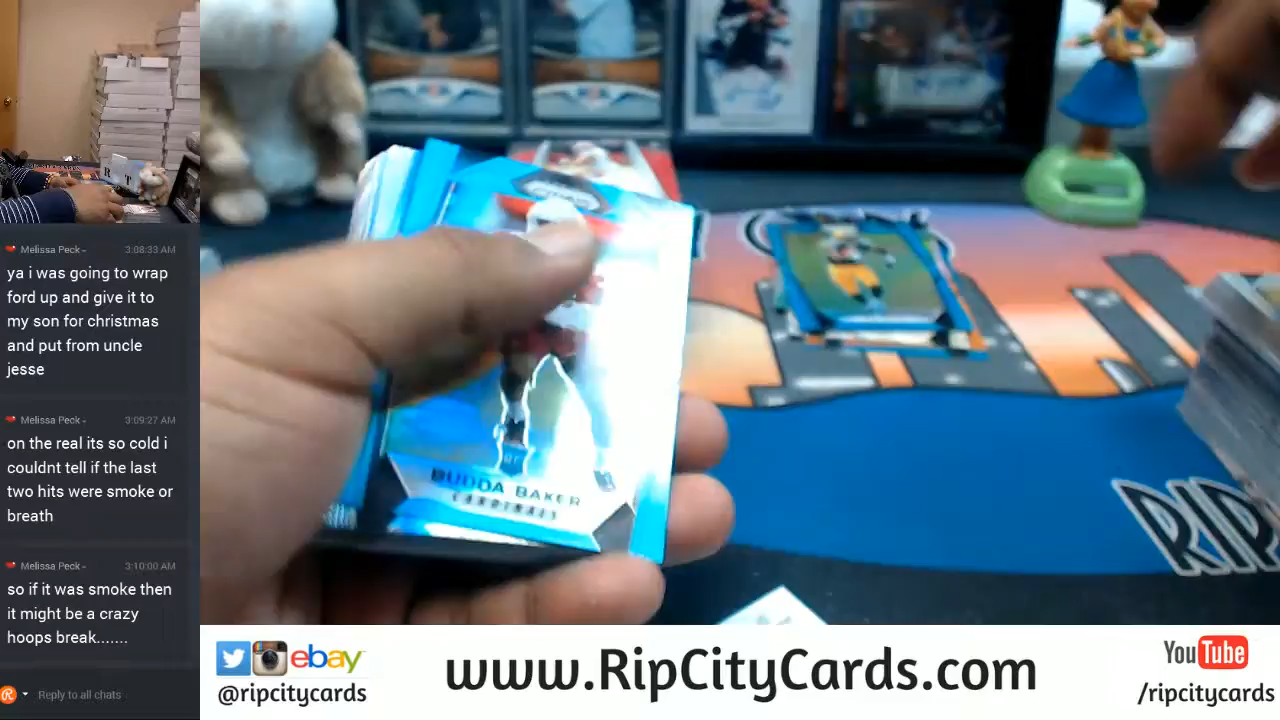 Melissa Peck
3:08:33 AM
ya i was going to wrap
ford up and give it to
my son for christmas
and put from uncle
jesse
Melissa Peck
3:09:27 AM
on the real its so cold i
couldnt tell if the last
two hits were smoke or
breath
Melissa Peck
3:10:00 AM
so if it was smoke then
it might be a crazy
hoops break.......
Reply to all chats
R T
BUDDA BAKER
CARDINALS
RIP
ebay
@ripcitycards
www.RipCityCards.com
YouTube
/ripcitycards